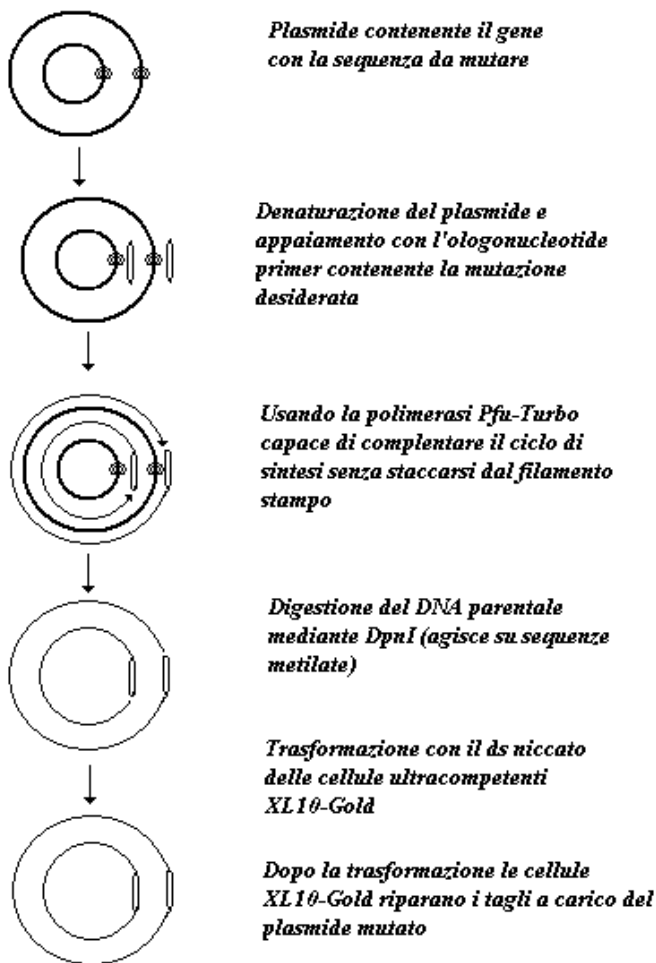 Plasmide contenente il gene
con la sequenza da mutare
Denaturazione del plasmide e
appaiamento con l'ologonucleotide
primer contenente la mutazione
desiderata
Usando la polimerasi Pfu-Turbo
capace di complentare il ciclo di
sintesi senza staccarsi dal filamento
stampo
Digestione del DNA parentale
mediante DpnI (agisce su sequenze
metilate)
Trasformazione con il ds niccato
delle cellule ultracompetenti
XL10-Gold
Dopo la trasformazione le cellule
XL10-Gold riparano i tagli a carico del
plasmide mutato